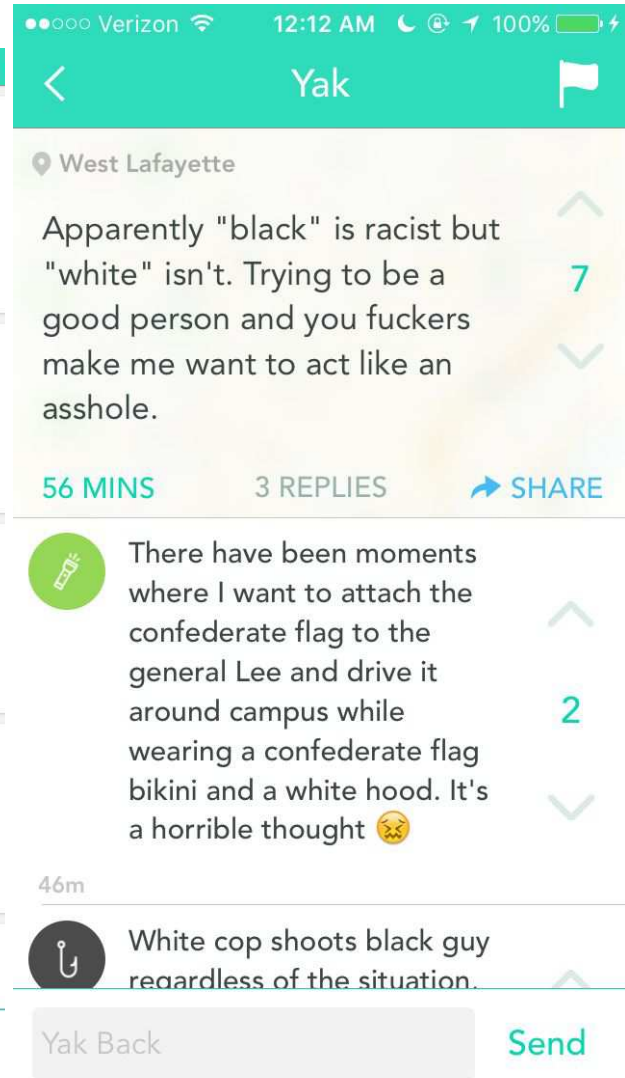 Verizon 12:12 AM 100%
Yak
West Lafayette
Apparently "black" is racist but
"white" isn't. Trying to be a
good person and you fuckers
make me want to act like an
asshole.
7
56 MINS 3 REPLIES SHARE
There have been moments
where I want to attach the
confederate flag to the
general Lee and drive it
around campus while
wearing a confederate flag
bikini and a white hood. It's
a horrible thought 😖
2
46m
White cop shoots black guy
regardless of the situation.
Yak Back Send